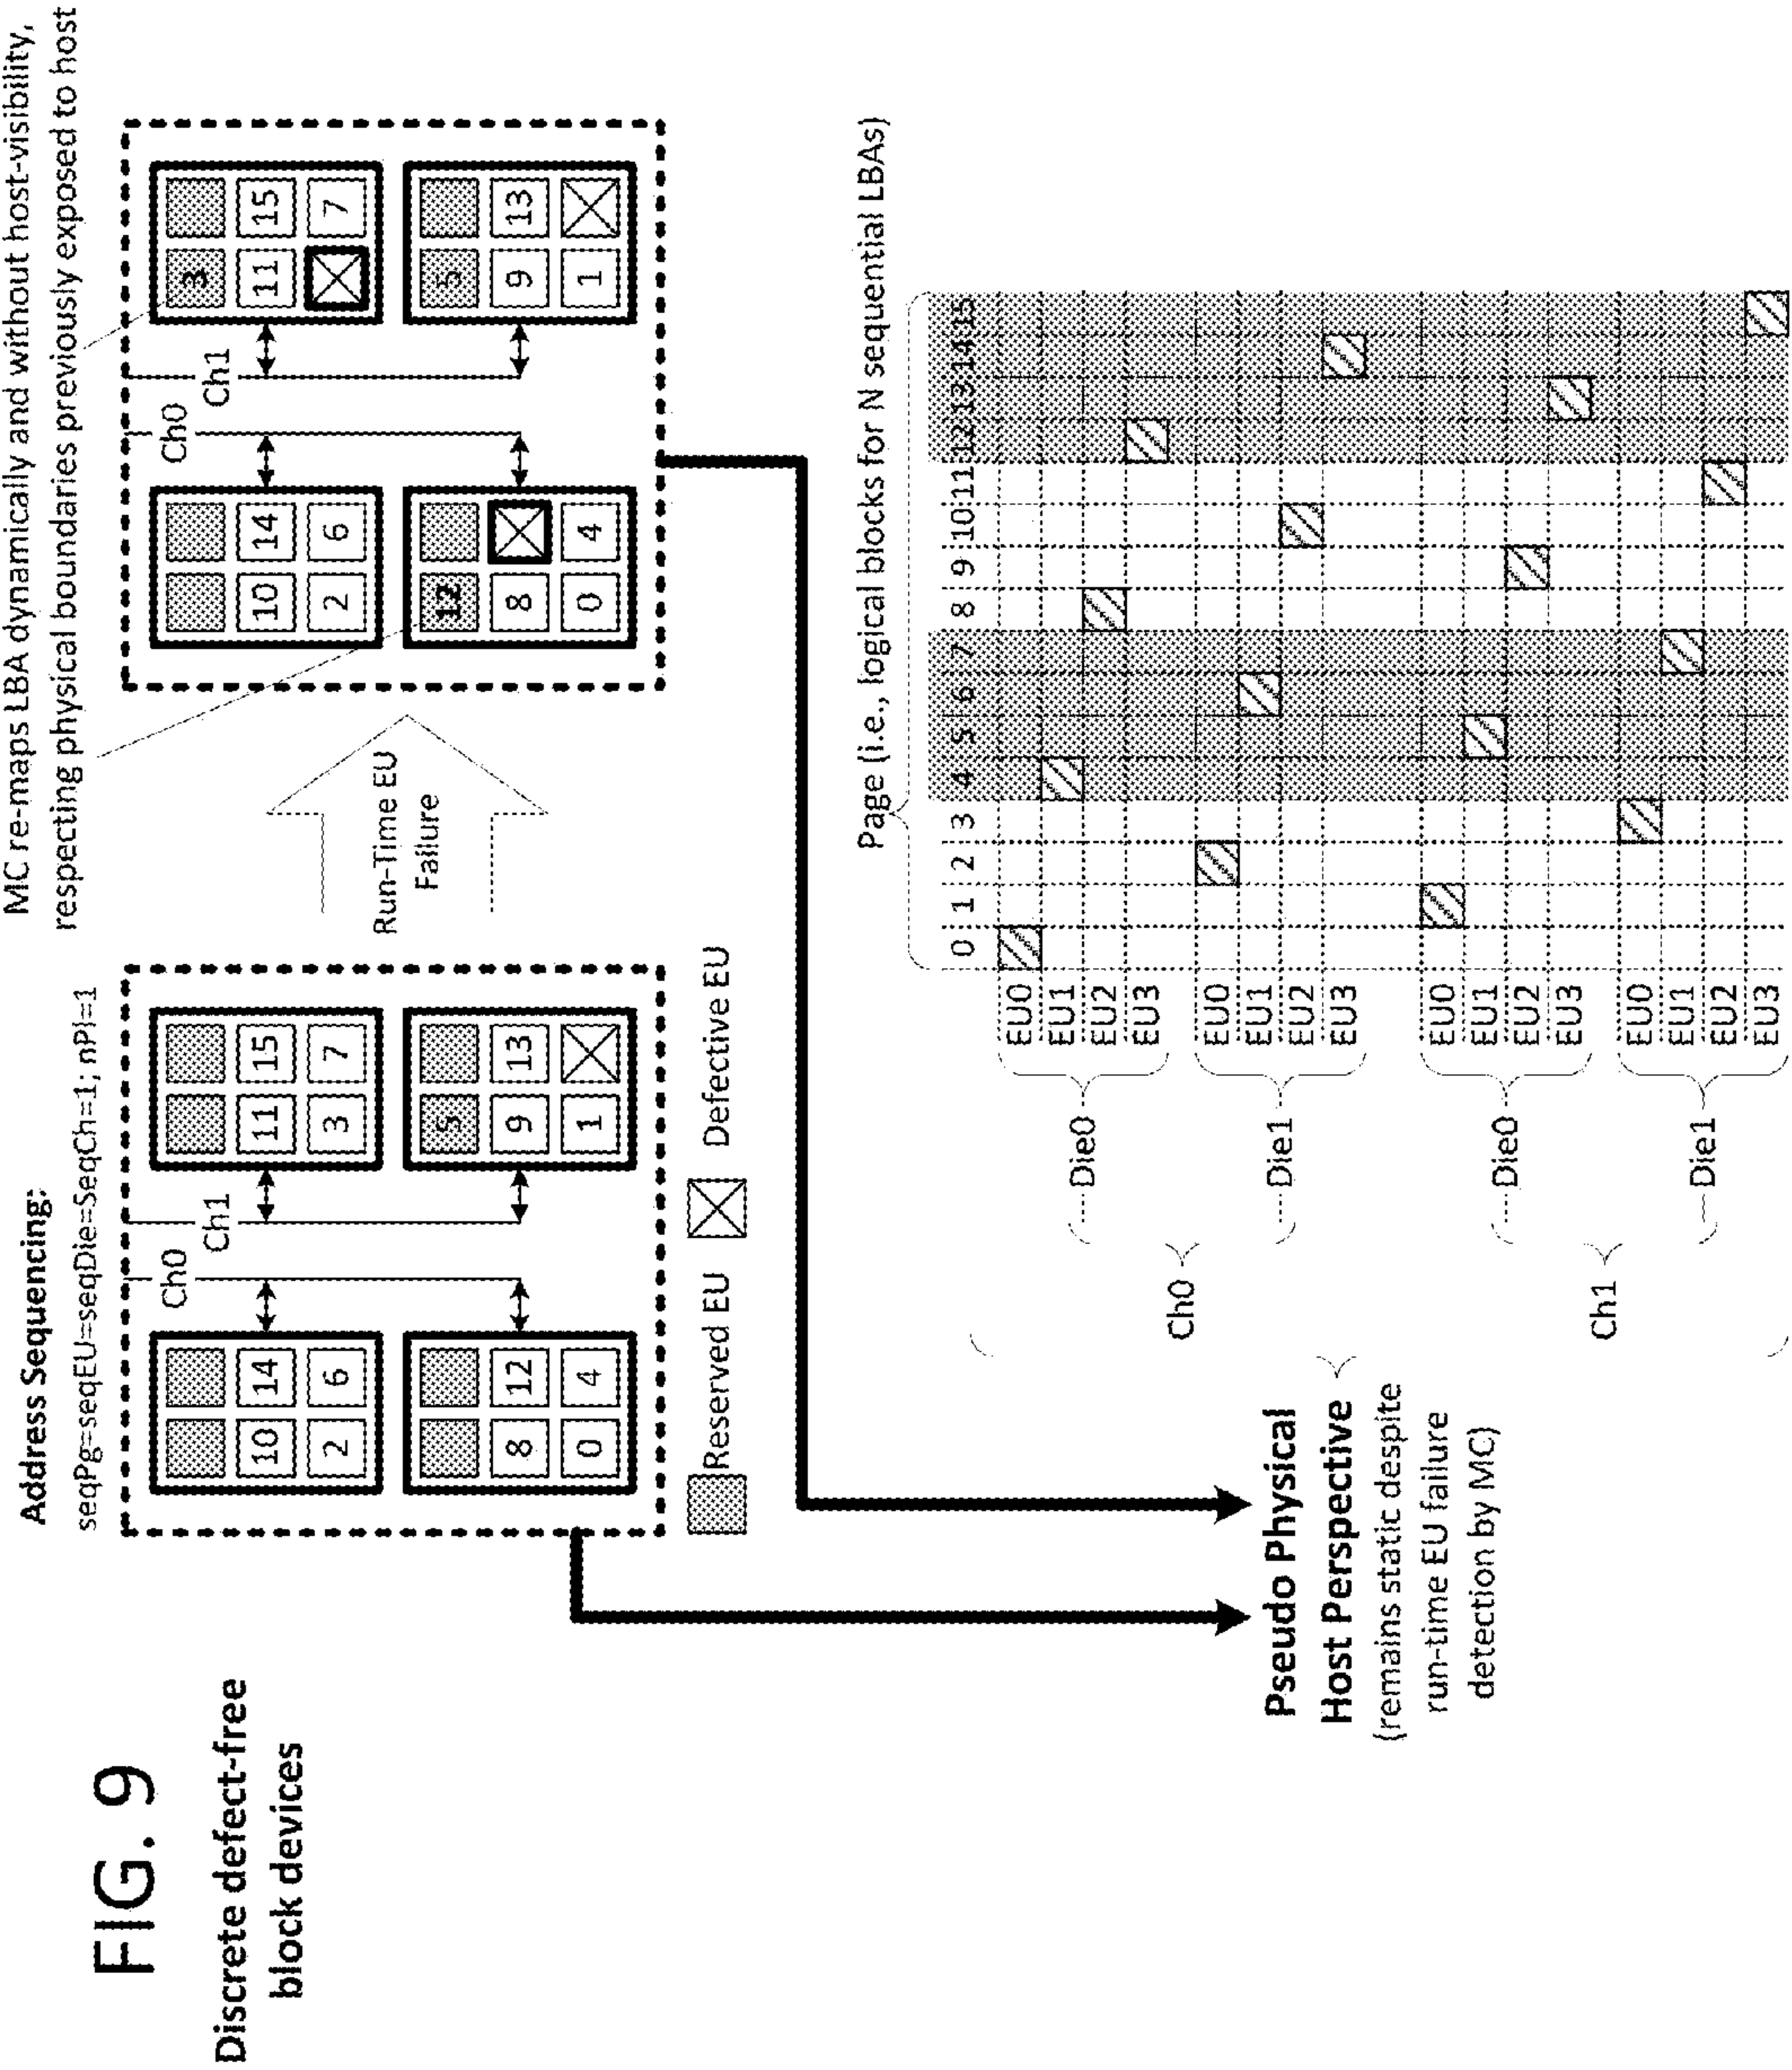 FIG. 9
Discrete defect-free
block devices
Address Sequencing:
seqPg=seqEU=seqDie=SeqCh=1; nPl=1
Ch0
Ch1
10 14 11 15
2 6 3 7
5
8 12 9 13
0 4 1
Reserved EU
Defective EU
Run-Time EU
Failure
MC re-maps LBA dynamically and without host-visibility,
respecting physical boundaries previously exposed to host
Ch0
Ch1
3
10 14 11 15
2 6 7
12 5
8 9 13
0 4 1
Pseudo Physical
Host Perspective
(remains static despite
run-time EU failure
detection by MC)
Page (i.e., logical blocks for N sequential LBAs)
0 1 2 3 4 5 6 7 8 9 10 11 12 13 14 15
Ch0
Die0
EU0
EU1
EU2
EU3
Die1
EU0
EU1
EU2
EU3
Ch1
Die0
EU0
EU1
EU2
EU3
Die1
EU0
EU1
EU2
EU3